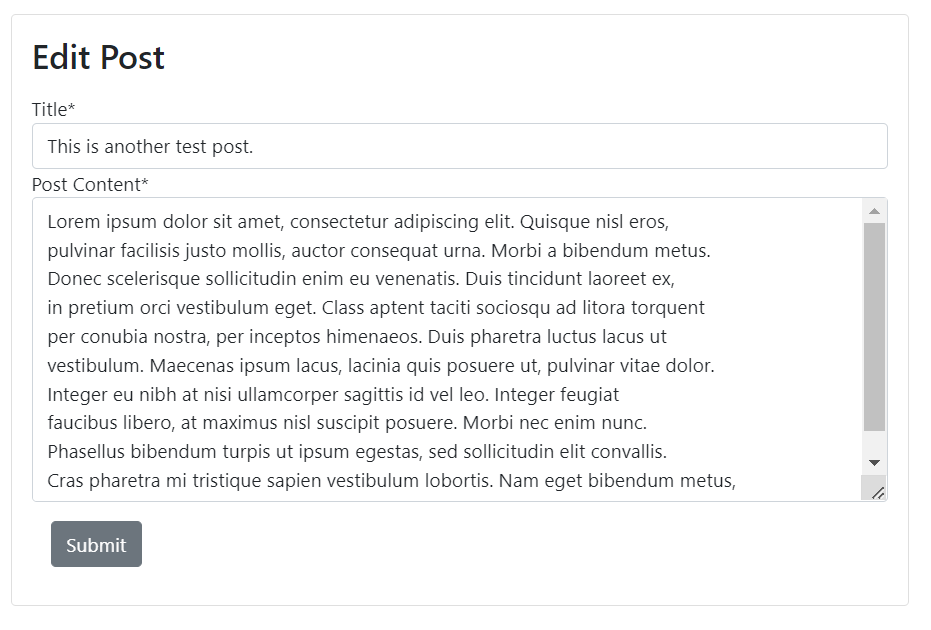 Edit Post
Title*
This is another test post.
Post Content*
Lorem ipsum dolor sit amet, consectetur adipiscing elit. Quisque nisl eros,
pulvinar facilisis justo mollis, auctor consequat urna. Morbi a bibendum metus.
Donec scelerisque sollicitudin enim eu venenatis. Duis tincidunt laoreet ex,
in pretium orci vestibulum eget. Class aptent taciti sociosqu ad litora torquent
per conubia nostra, per inceptos himenaeos. Duis pharetra luctus lacus ut
vestibulum. Maecenas ipsum lacus, lacinia quis posuere ut, pulvinar vitae dolor.
Integer eu nibh at nisi ullamcorper sagittis id vel leo. Integer feugiat
faucibus libero, at maximus nisl suscipit posuere. Morbi nec enim nunc.
Phasellus bibendum turpis ut ipsum egestas, sed sollicitudin elit convallis.
Cras pharetra mi tristique sapien vestibulum lobortis. Nam eget bibendum metus,
Submit